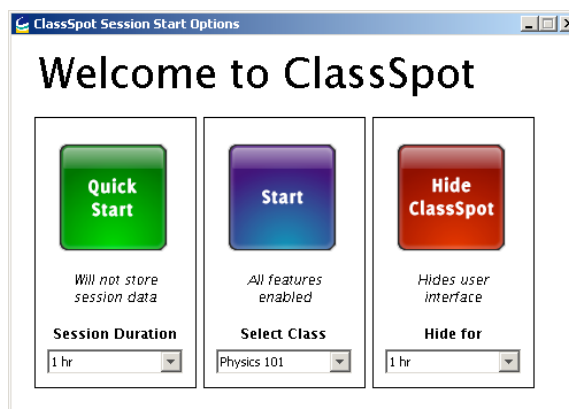 ClassSpot Session Start Options
Welcome to ClassSpot
Quick
Start
Will not store
session data
Session Duration
1 hr
Start
All features
enabled
Select Class
Physics 101
Hide
ClassSpot
Hides user
interface
Hide for
1 hr